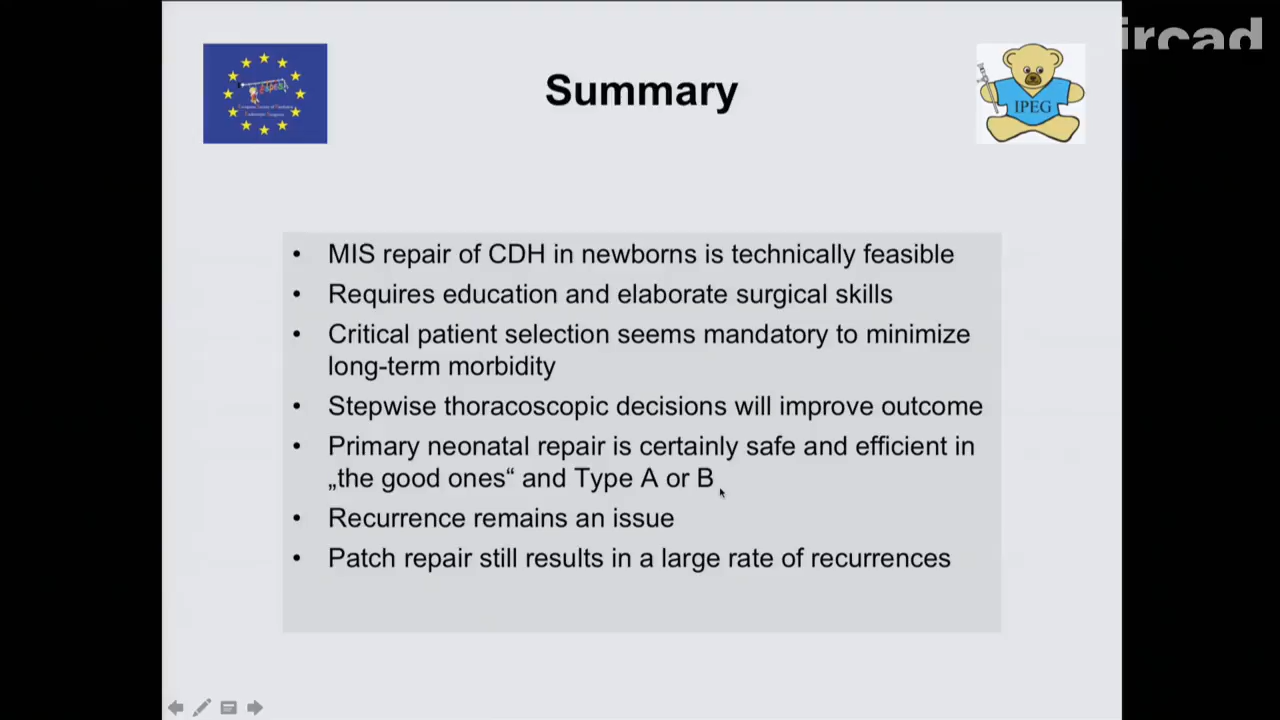 ircad
Summary
IPEG
• MIS repair of CDH in newborns is technically feasible
• Requires education and elaborate surgical skills
• Critical patient selection seems mandatory to minimize
long-term morbidity
• Stepwise thoracoscopic decisions will improve outcome
• Primary neonatal repair is certainly safe and efficient in
„the good ones“ and Type A or B
• Recurrence remains an issue
• Patch repair still results in a large rate of recurrences